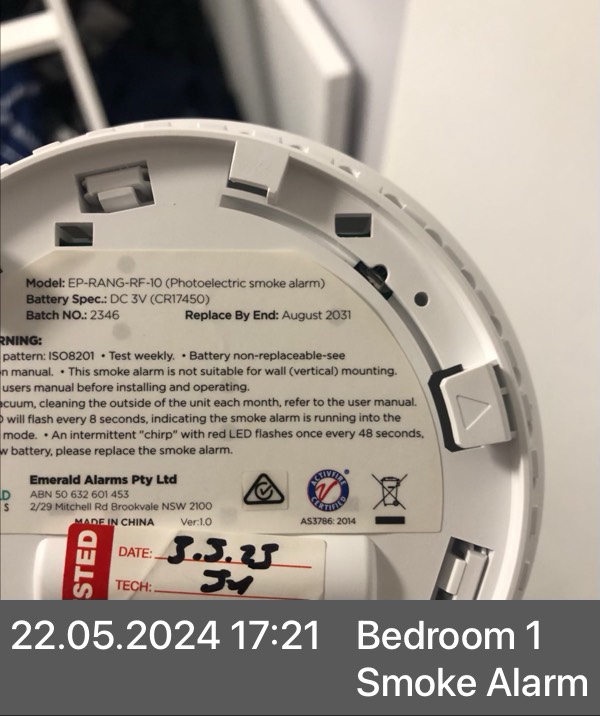 Model: EP-RANG-RF-10 (Photoelectric smoke alarm)
Battery Spec.: DC 3V (CR17450)
Batch NO.: 2346 Replace By End: August 2031
RNING:
pattern: ISO8201 • Test weekly. • Battery non-replaceable-see
n manual. • This smoke alarm is not suitable for wall (vertical) mounting.
users manual before installing and operating.
acuum, cleaning the outside of the unit each month, refer to the user manual.
D will flash every 8 seconds, indicating the smoke alarm is running into the
mode. • An intermittent "chirp" with red LED flashes once every 48 seconds,
w battery, please replace the smoke alarm.
Emerald Alarms Pty Ltd
ABN 50 632 601 453
2/29 Mitchell Rd Brookvale NSW 2100
MADE IN CHINA Ver:1.0
ACTIVFIRE
CERTIFIED
AS3786: 2014
STED
DATE:
TECH:
22.05.2024 17:21 Bedroom 1
Smoke Alarm